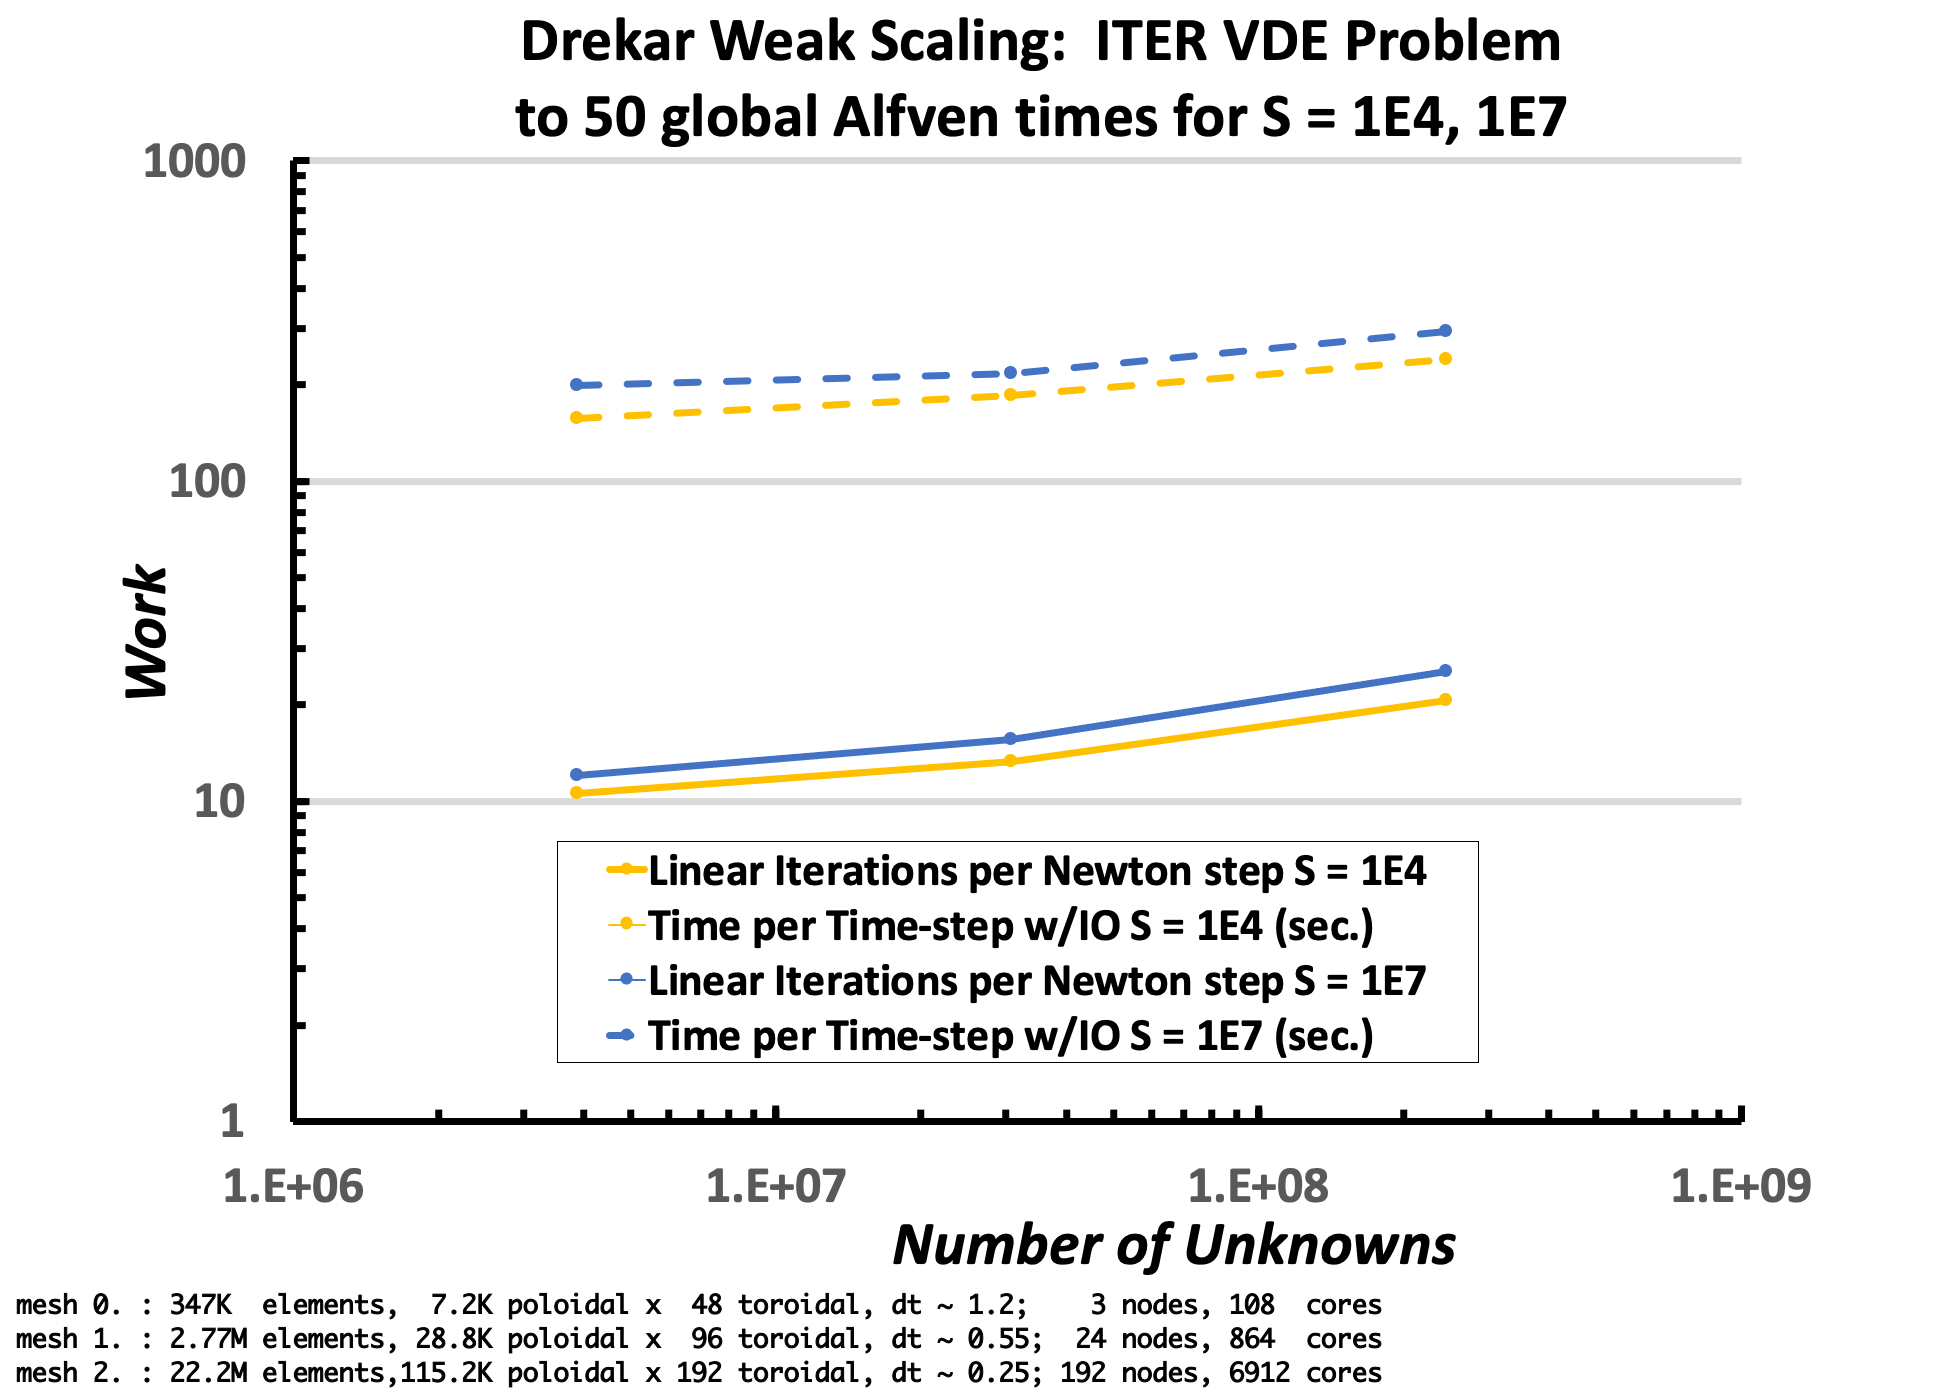 Drekar Weak Scaling:  ITER VDE Problem
to 50 global Alfven times for S = 1E4, 1E7
1000
100
10
1
Work
Linear Iterations per Newton step S = 1E4
Time per Time-step w/IO S = 1E4 (sec.)
Linear Iterations per Newton step S = 1E7
Time per Time-step w/IO S = 1E7 (sec.)
1.E+06 1.E+07 1.E+08 1.E+09
Number of Unknowns
mesh 0. : 347K  elements,  7.2K poloidal x  48 toroidal, dt ~ 1.2;    3 nodes, 108  cores
mesh 1. : 2.77M elements, 28.8K poloidal x  96 toroidal, dt ~ 0.55;  24 nodes, 864  cores
mesh 2. : 22.2M elements,115.2K poloidal x 192 toroidal, dt ~ 0.25; 192 nodes, 6912 cores